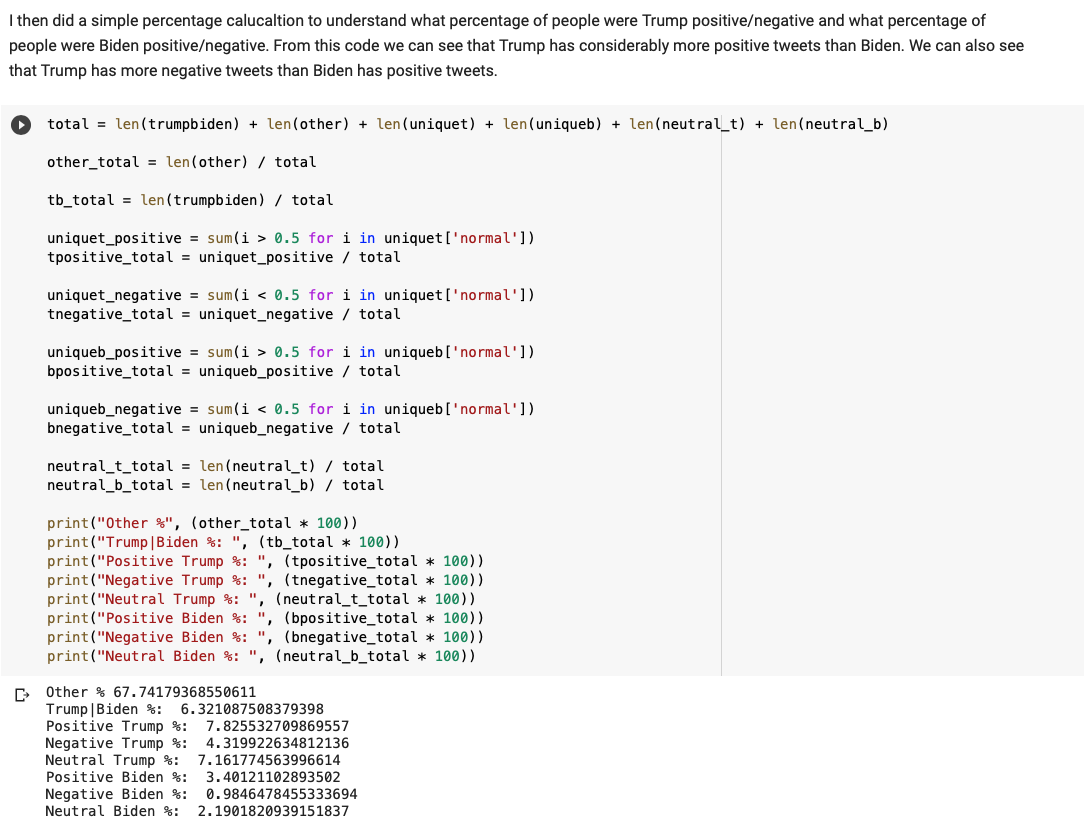 I then did a simple percentage calucaltion to understand what percentage of people were Trump positive/negative and what percentage of
people were Biden positive/negative. From this code we can see that Trump has considerably more positive tweets than Biden. We can also see
that Trump has more negative tweets than Biden has positive tweets.
total = len(trumpbiden) + len(other) + len(uniquet) + len(uniqueb) + len(neutral_t) + len(neutral_b)
other_total = len(other) / total
tb_total = len(trumpbiden) / total
uniquet_positive = sum(i > 0.5 for i in uniquet['normal'])
tpositive_total = uniquet_positive / total
uniquet_negative = sum(i < 0.5 for i in uniquet['normal'])
tnegative_total = uniquet_negative / total
uniqueb_positive = sum(i > 0.5 for i in uniqueb['normal'])
bpositive_total = uniqueb_positive / total
uniqueb_negative = sum(i < 0.5 for i in uniqueb['normal'])
bnegative_total = uniqueb_negative / total
neutral_t_total = len(neutral_t) / total
neutral_b_total = len(neutral_b) / total
print("Other %", (other_total * 100))
print("Trump|Biden %: ", (tb_total * 100))
print("Positive Trump %: ", (tpositive_total * 100))
print("Negative Trump %: ", (tnegative_total * 100))
print("Neutral Trump %: ", (neutral_t_total * 100))
print("Positive Biden %: ", (bpositive_total * 100))
print("Negative Biden %: ", (bnegative_total * 100))
print("Neutral Biden %: ", (neutral_b_total * 100))
Other % 67.74179368550611
Trump|Biden %:  6.321087508379398
Positive Trump %:  7.825532709869557
Negative Trump %:  4.319922634812136
Neutral Trump %:  7.161774563996614
Positive Biden %:  3.40121102893502
Negative Biden %:  0.9846478455333694
Neutral Biden %:  2.1901820939151837